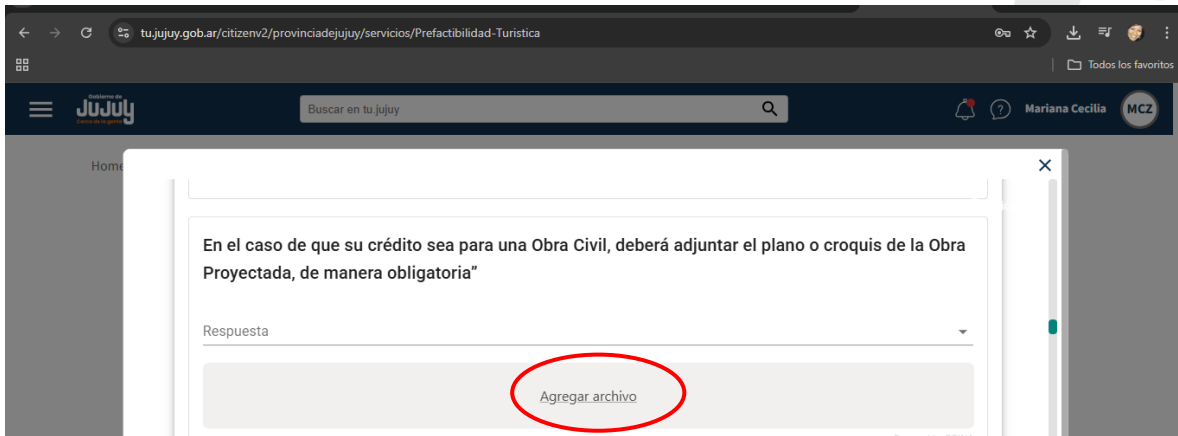 tu.jujuy.gob.ar/citizenv2/provinciadejujuy/servicios/Prefactibilidad-Turistica
Todos los favoritos
Gobierno de
JUJUY
Buscar en tu jujuy
Mariana Cecilia
MCZ
Home
En el caso de que su crédito sea para una Obra Civil, deberá adjuntar el plano o croquis de la Obra
Proyectada, de manera obligatoria”
Respuesta
Agregar archivo